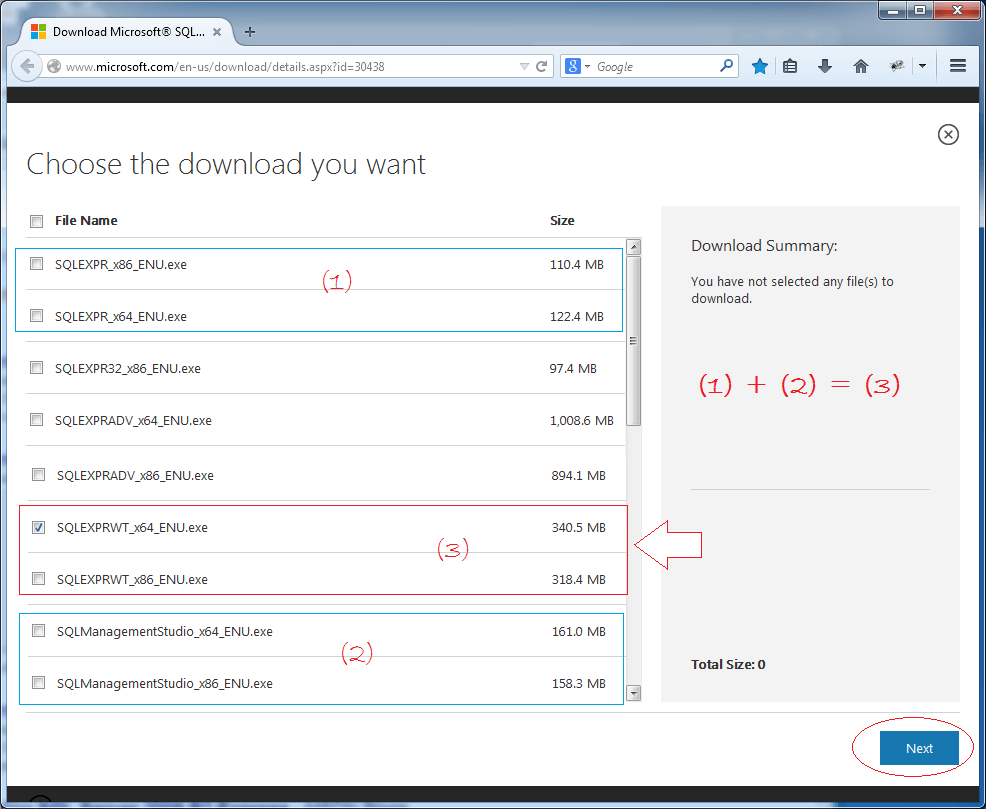 Download Microsoft® SQL...
www.microsoft.com/en-us/download/details.aspx?id=30438
8 Google
Choose the download you want
File Name Size
SQLEXPR_x86_ENU.exe 110.4 MB
(1)
SQLEXPR_x64_ENU.exe 122.4 MB
SQLEXPR32_x86_ENU.exe 97.4 MB
SQLEXPRADV_x64_ENU.exe 1,008.6 MB
SQLEXPRADV_x86_ENU.exe 894.1 MB
SQLEXPRWT_x64_ENU.exe 340.5 MB
(3)
SQLEXPRWT_x86_ENU.exe 318.4 MB
SQLManagementStudio_x64_ENU.exe 161.0 MB
(2)
SQLManagementStudio_x86_ENU.exe 158.3 MB
Download Summary:
You have not selected any file(s) to
download.
(1) + (2) = (3)
Total Size: 0
Next